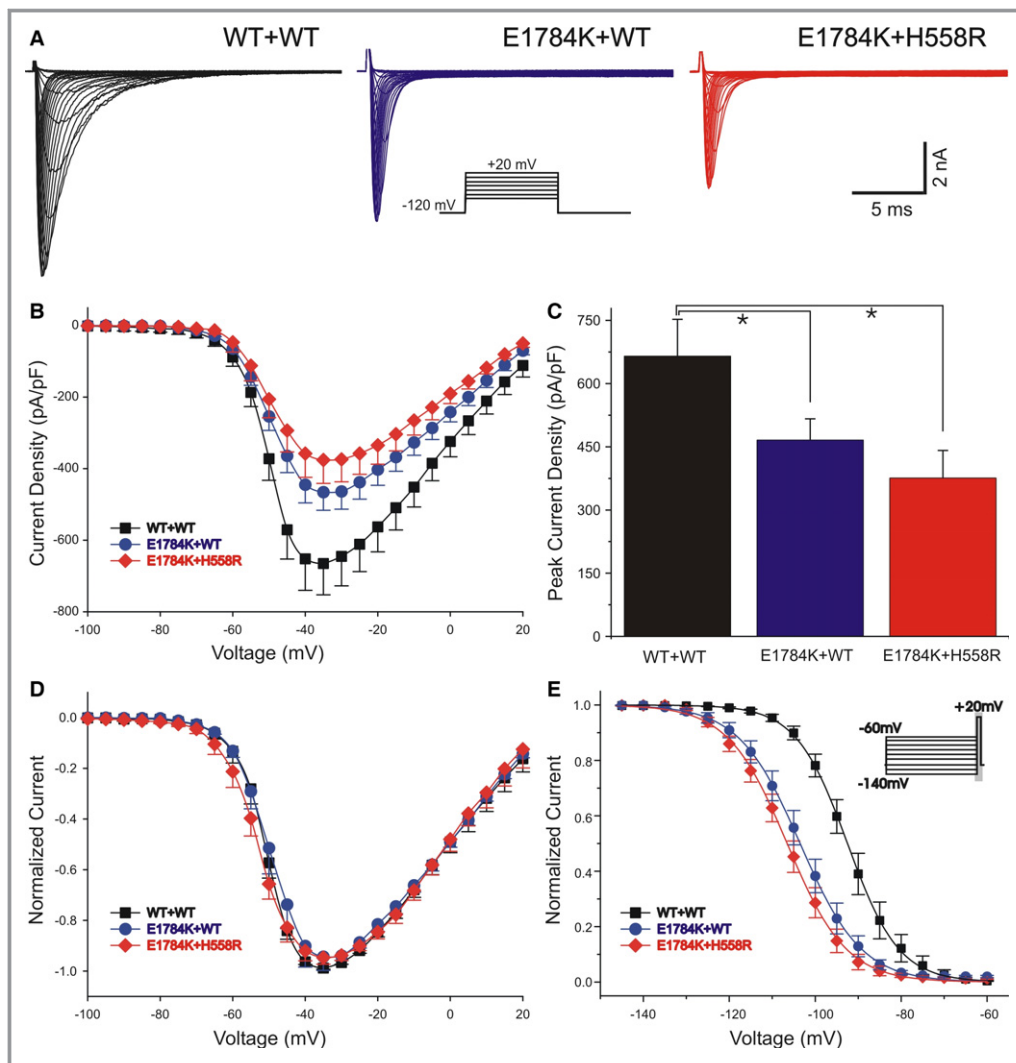 A
WT+WT
E1784K+WT
E1784K+H558R
+20 mV
-120 mV
2 nA
5 ms
B
0
-200
-400
-600
-800
Current Density (pA/pF)
WT+WT
E1784K+WT
E1784K+H558R
-100 -80 -60 -40 -20 0 20
Voltage (mV)
C
750
600
450
300
150
0
Peak Current Density (pA/pF)
* *
WT+WT E1784K+WT E1784K+H558R
D
0.0
-0.2
-0.4
-0.6
-0.8
-1.0
Normalized Current
WT+WT
E1784K+WT
E1784K+H558R
-100 -80 -60 -40 -20 0 20
Voltage (mV)
E
1.0
0.8
0.6
0.4
0.2
0.0
Normalized Current
+20mV
-60mV
-140mV
WT+WT
E1784K+WT
E1784K+H558R
-140 -120 -100 -80 -60
Voltage (mV)